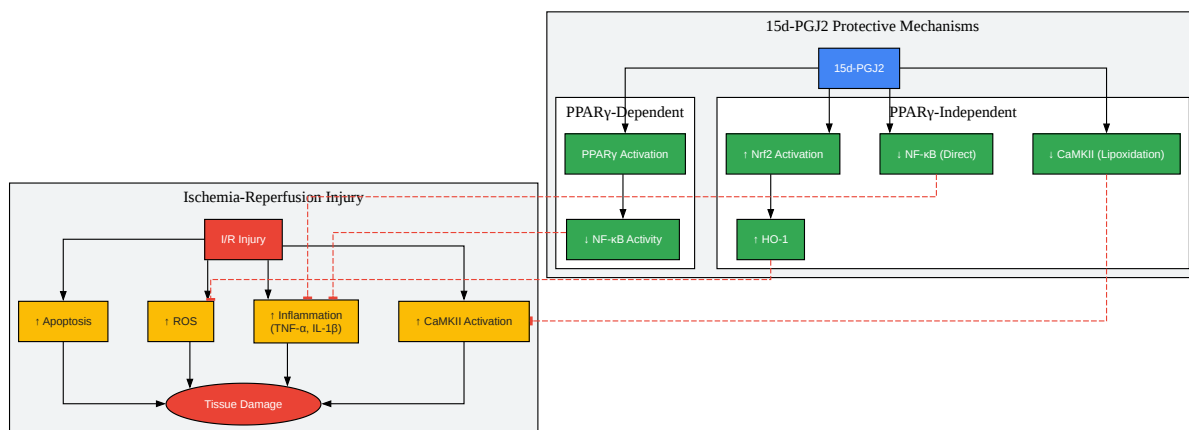 15d-PGJ2 Protective Mechanisms
15d-PGJ2
PPARγ-Dependent
PPARγ-Independent
PPARγ Activation
↑ Nrf2 Activation
↓ NF-κB (Direct)
↓ CaMKII (Lipoxidation)
↓ NF-κB Activity
↑ HO-1
Ischemia-Reperfusion Injury
I/R Injury
↑ Apoptosis
↑ ROS
↑ Inflammation
(TNF-α, IL-1β)
↑ CaMKII Activation
Tissue Damage